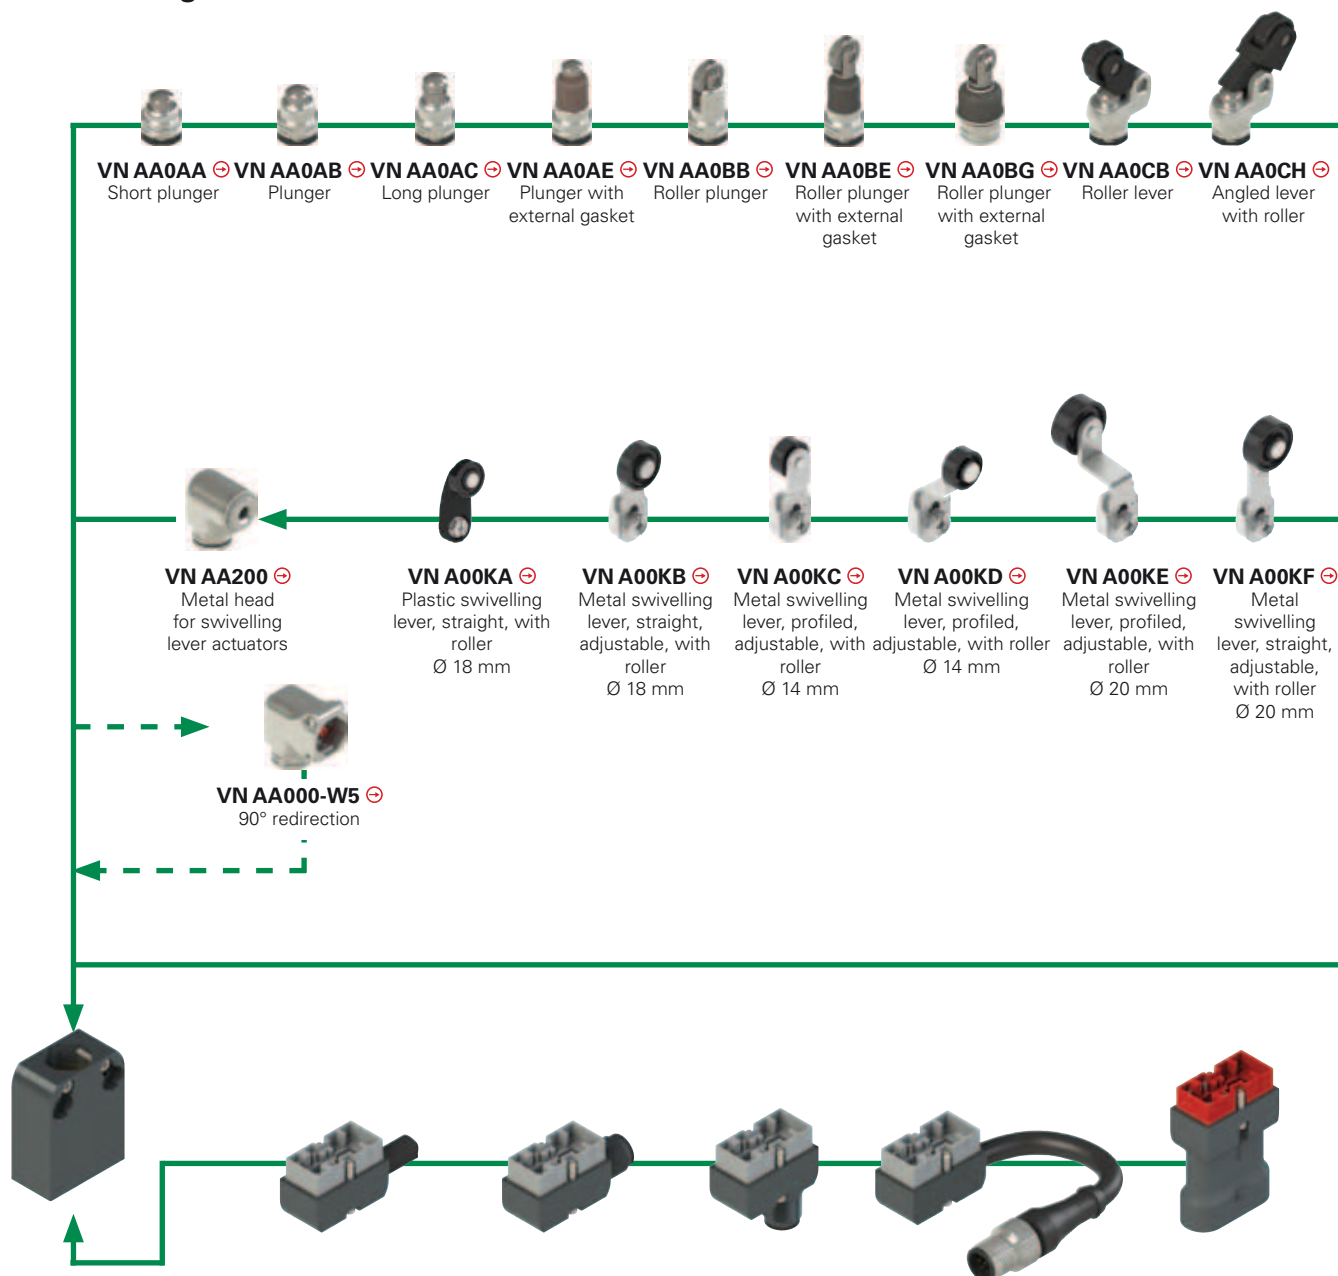 VN AA0AA
Short plunger
VN AA0AB
Plunger
VN AA0AC
Long plunger
VN AA0AE
Plunger with
external gasket
VN AA0BB
Roller plunger
VN AA0BE
Roller plunger
with external
gasket
VN AA0BG
Roller plunger
with external
gasket
VN AA0CB
Roller lever
VN AA0CH
Angled lever
with roller
VN AA200
Metal head
for swivelling
lever actuators
VN A00KA
Plastic swivelling
lever, straight, with
roller
Ø 18 mm
VN A00KB
Metal swivelling
lever, straight,
adjustable, with
roller
Ø 18 mm
VN A00KC
Metal swivelling
lever, profiled,
adjustable, with
roller
Ø 14 mm
VN A00KD
Metal swivelling
lever, profiled,
adjustable, with roller
Ø 14 mm
VN A00KE
Metal swivelling
lever, profiled,
adjustable, with
roller
Ø 20 mm
VN A00KF
Metal
swivelling
lever, straight,
adjustable,
with roller
Ø 20 mm
VN AA000-W5
90° redirection